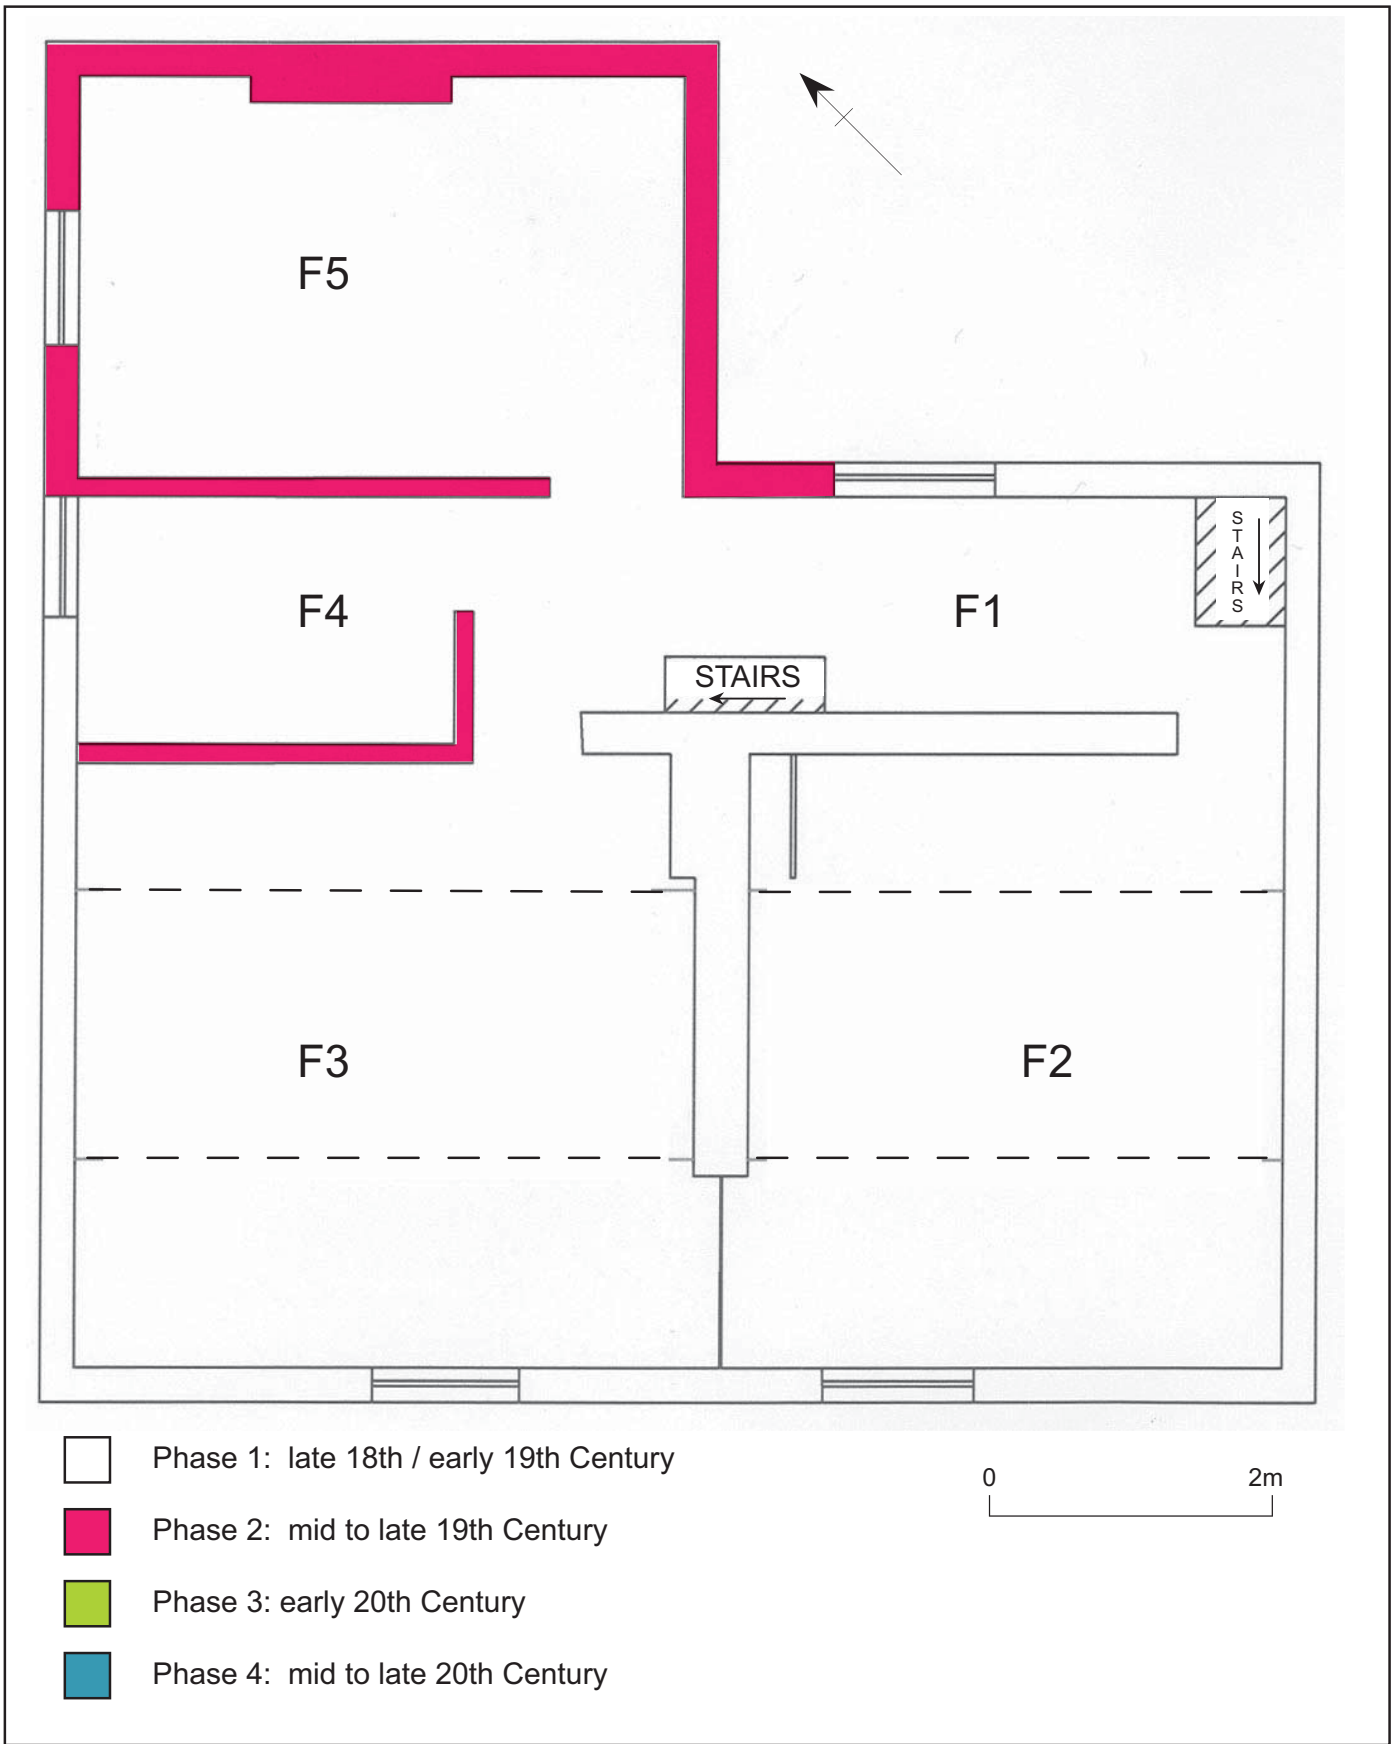 F5
F4
F1
STAIRS
STAIRS
F3
F2
Phase 1: late 18th / early 19th Century
Phase 2: mid to late 19th Century
Phase 3: early 20th Century
Phase 4: mid to late 20th Century
0 2m